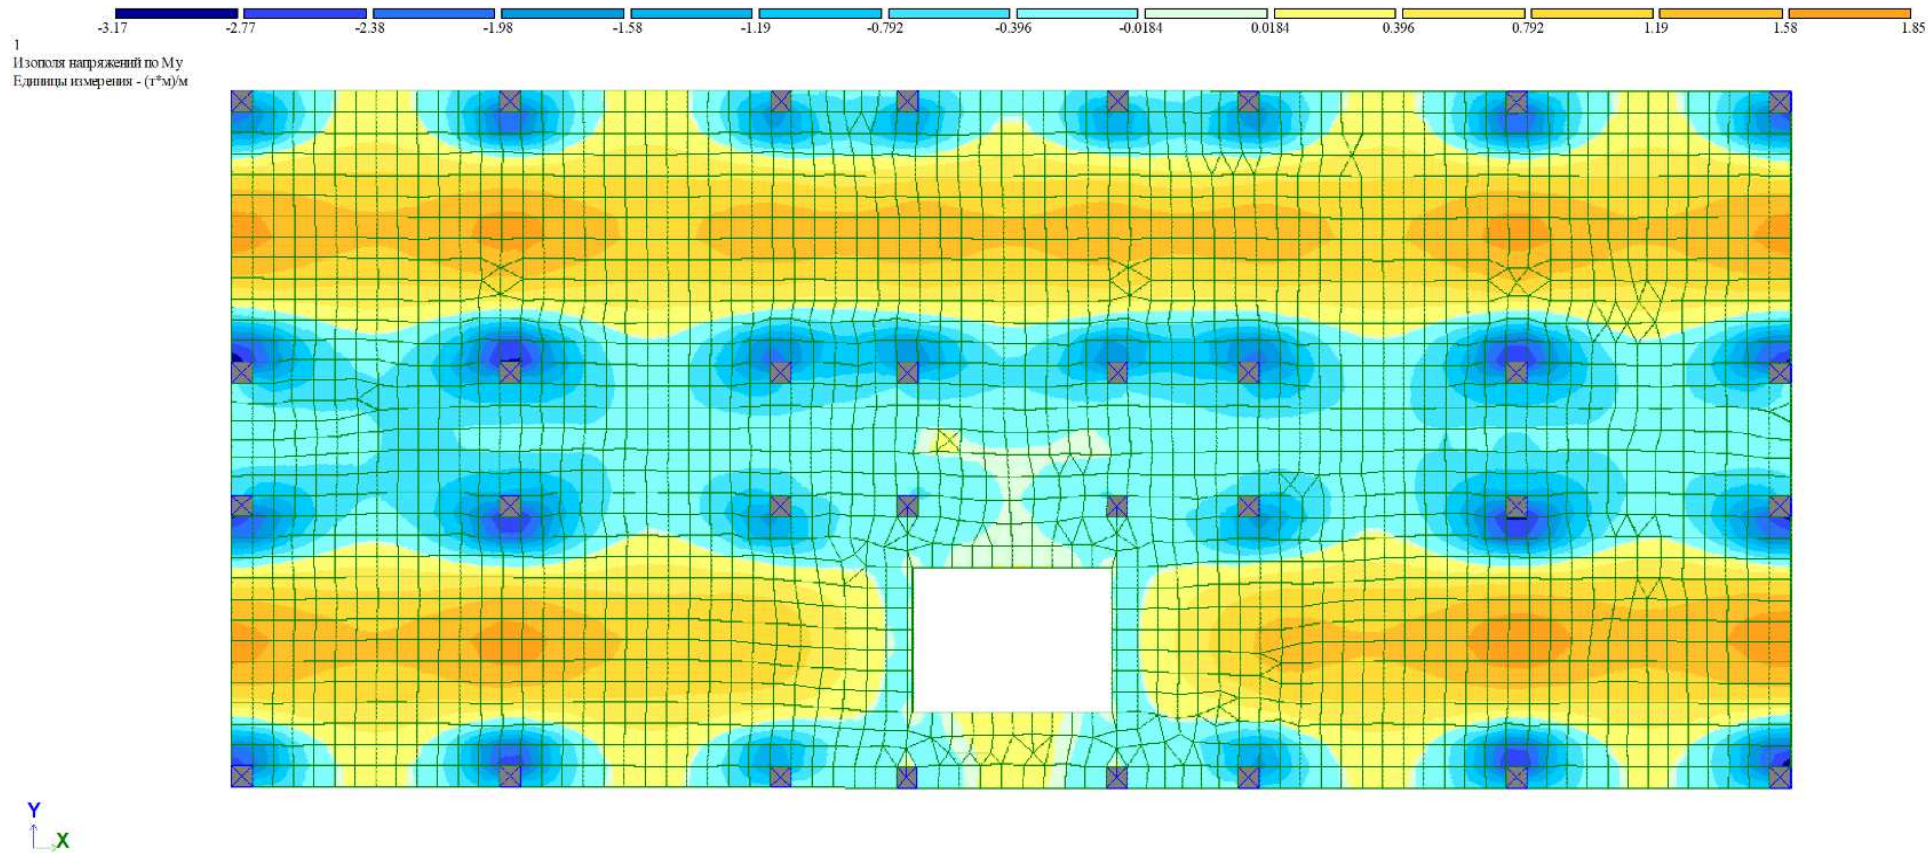 -3.17 -2.77 -2.38 -1.98 -1.58 -1.19 -0.792 -0.396 -0.0184 0.0184 0.396 0.792 1.19 1.58 1.85
1
Изополя напряжений по My
Единицы измерения - (т*м)/м
Y
X